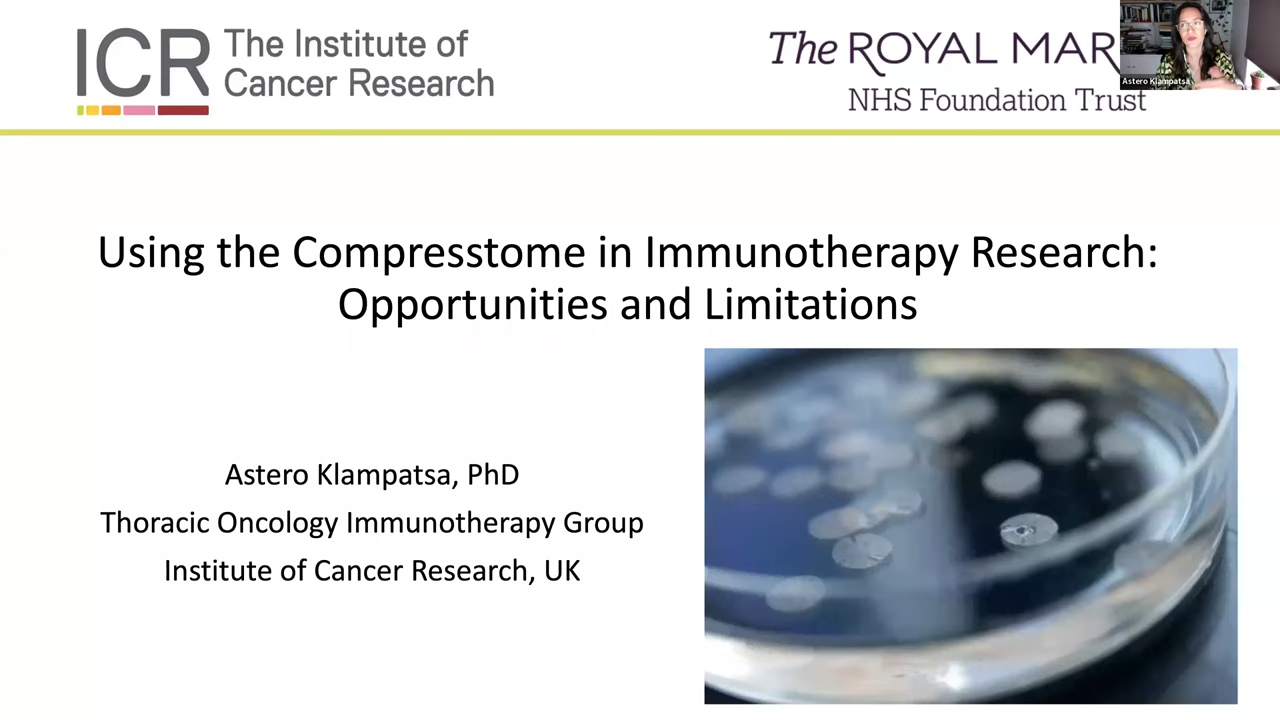 ICR The Institute of
Cancer Research
The ROYAL MAR
NHS Foundation Trust
Astero Klampatsa
Using the Compresstome in Immunotherapy Research:
Opportunities and Limitations
Astero Klampatsa, PhD
Thoracic Oncology Immunotherapy Group
Institute of Cancer Research, UK